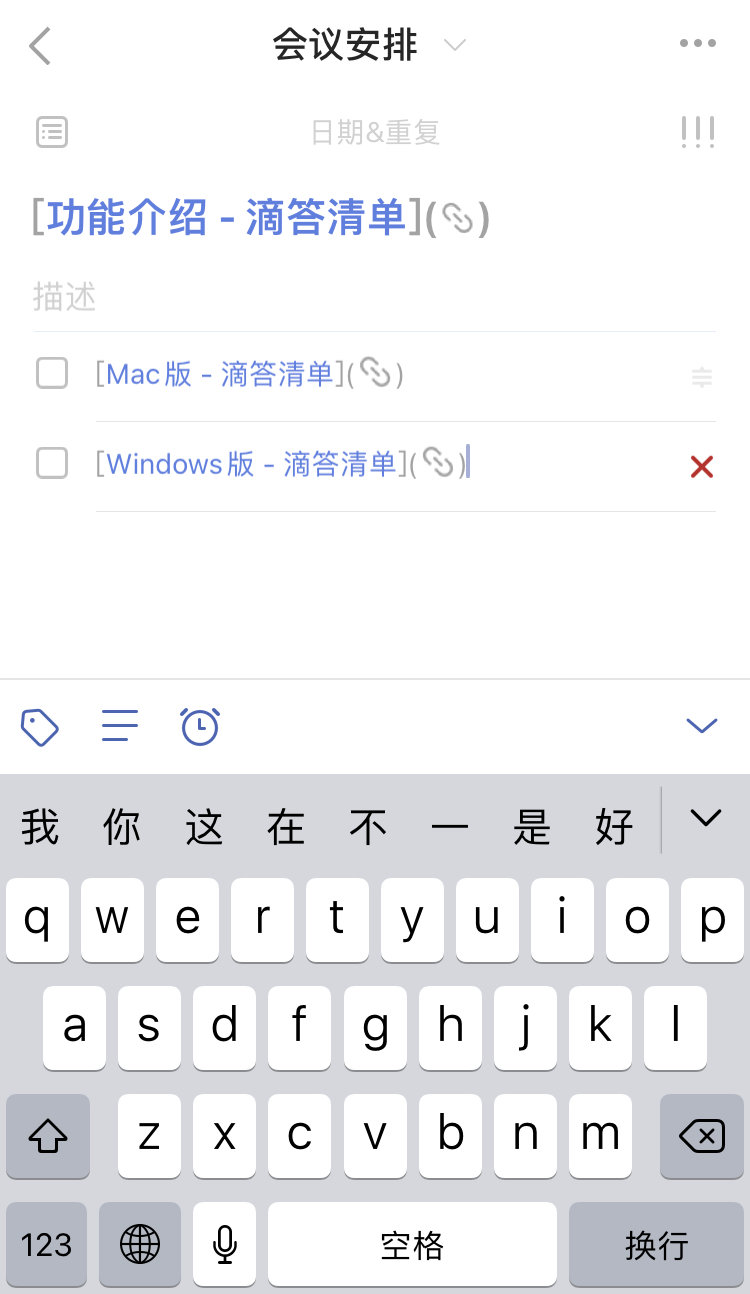 会议安排
日期&重复
[功能介绍 - 滴答清单]()
描述
[Mac版 - 滴答清单]()
[Windows版 - 滴答清单]()
我 你 这 在 不 一 是 好
q w e r t y u i o p
a s d f g h j k l
z x c v b n m
123 空格 换行